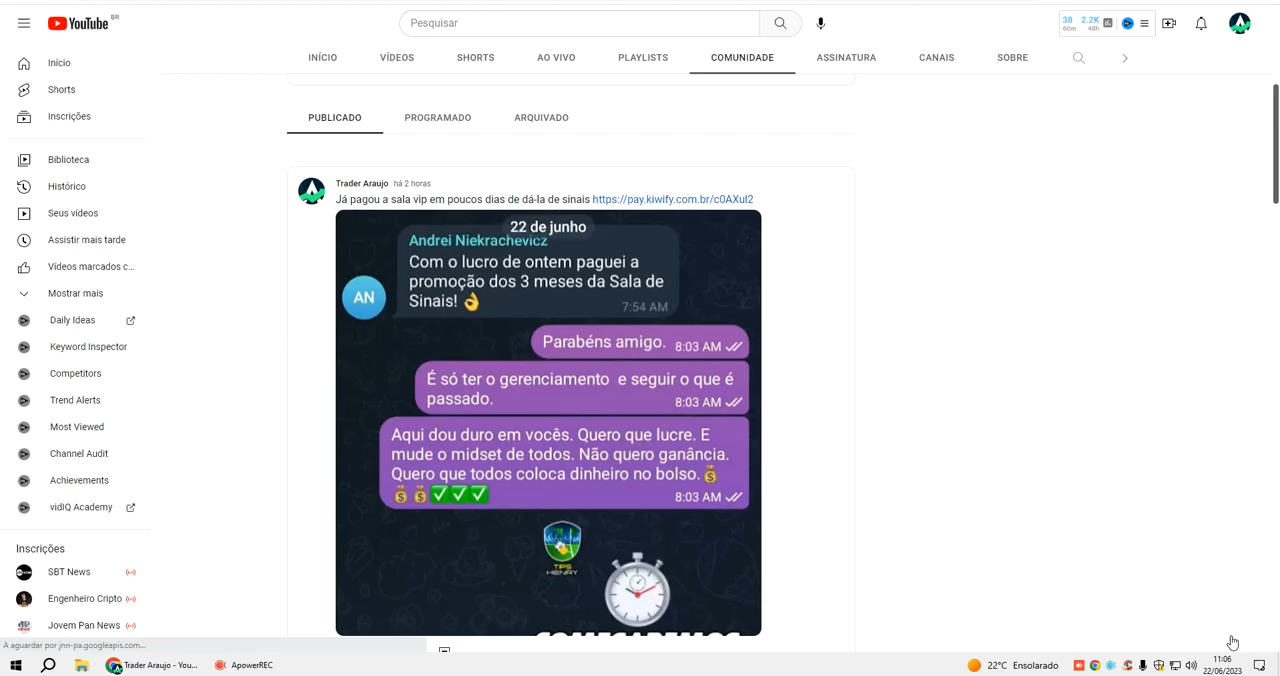 YouTube BR
Pesquisar
38 2.2K
60m 48h
INÍCIO VÍDEOS SHORTS AO VIVO PLAYLISTS COMUNIDADE ASSINATURA CANAIS SOBRE
Início
Shorts
Inscrições
Biblioteca
Histórico
Seus vídeos
Assistir mais tarde
Vídeos marcados c...
Mostrar mais
Daily Ideas
Keyword Inspector
Competitors
Trend Alerts
Most Viewed
Channel Audit
Achievements
vidIQ Academy
Inscrições
SBT News
Engenheiro Cripto
Jovem Pan News
PUBLICADO PROGRAMADO ARQUIVADO
Trader Araujo há 2 horas
Já pagou a sala vip em poucos dias de dá-la de sinais https://pay.kiwify.com.br/c0AXuI2
22 de junho
Andrei Niekrachevicz
Com o lucro de ontem paguei a
promoção dos 3 meses da Sala de
Sinais! 👌
7:54 AM
AN
Parabéns amigo. 8:03 AM
É só ter o gerenciamento e seguir o que é
passado. 8:03 AM
Aqui dou duro em vocês. Quero que lucre. E
mude o midset de todos. Não quero ganância.
Quero que todos coloca dinheiro no bolso.💰
💰💰✅✅✅ 8:03 AM
TIPS
HENRY
A aguardar por jnn-pa.googleapis.com...
Trader Araujo - You... ApowerREC
22°C Ensolarado
11:06
22/06/2023